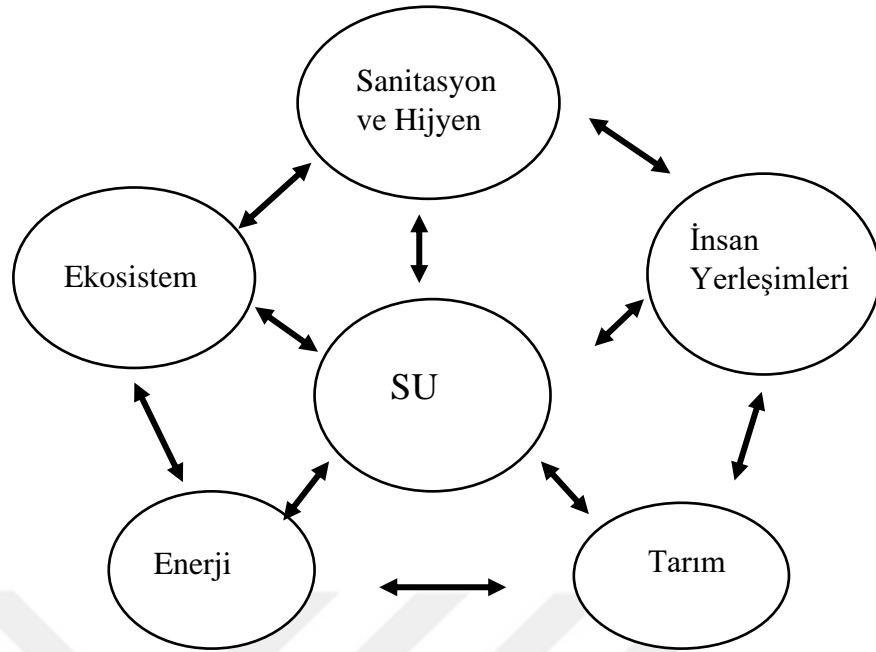 Sanitasyon
ve Hijyen
İnsan
Yerleşimleri
Ekosistem
SU
Enerji
Tarım